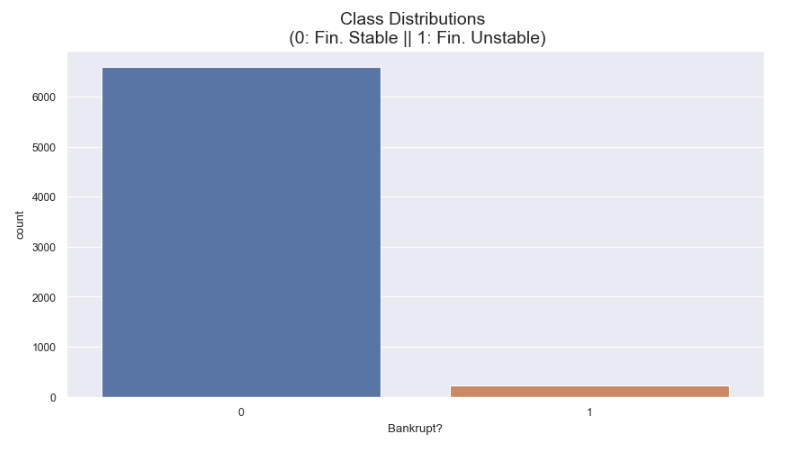 Class Distributions
(0: Fin. Stable || 1: Fin. Unstable)
6000
5000
4000
3000
2000
1000
0
count
0 1
Bankrupt?